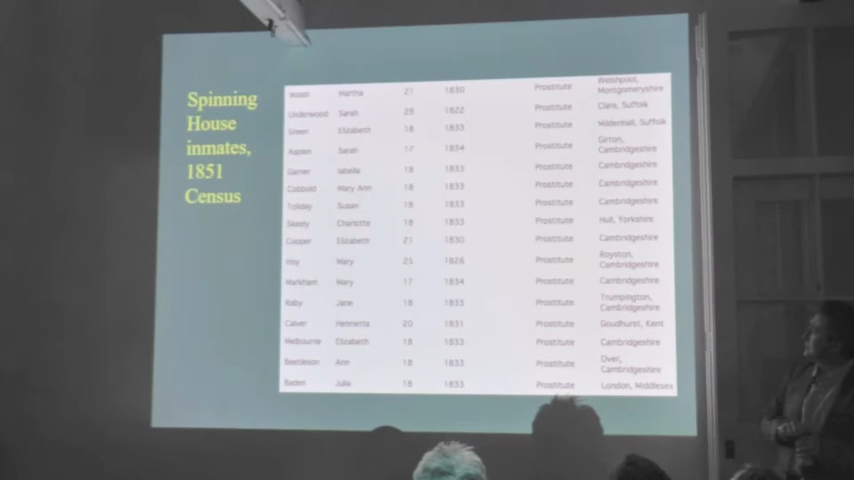 Spinning
House
inmates,
1851
Census
Martha 21 1830 Prostitute Welshpool,
Montgomeryshire
Underwood Sarah 29 1822 Prostitute Clare, Suffolk
Green Elizabeth 18 1833 Prostitute Mildenhall, Suffolk
Asplen Sarah 17 1834 Prostitute Girton,
Cambridgeshire
Garner Isabella 18 1833 Prostitute Cambridgeshire
Cobbold Mary Ann 18 1833 Prostitute Cambridgeshire
Toliday Susan 18 1833 Prostitute Cambridgeshire
Skeely Charlotte 18 1833 Prostitute Hull, Yorkshire
Cooper Elizabeth 21 1830 Prostitute Cambridgeshire
Hoy Mary 25 1826 Prostitute Royston,
Cambridgeshire
Markham Mary 17 1834 Prostitute Cambridgeshire
Raby Jane 18 1833 Prostitute Trumpington,
Cambridgeshire
Calver Henrietta 20 1831 Prostitute Goudhurst, Kent
Melbourne Elizabeth 18 1833 Prostitute Cambridgeshire
Beetleson Ann 18 1833 Prostitute Over,
Cambridgeshire
Baden Julia 18 1833 Prostitute London, Middlesex